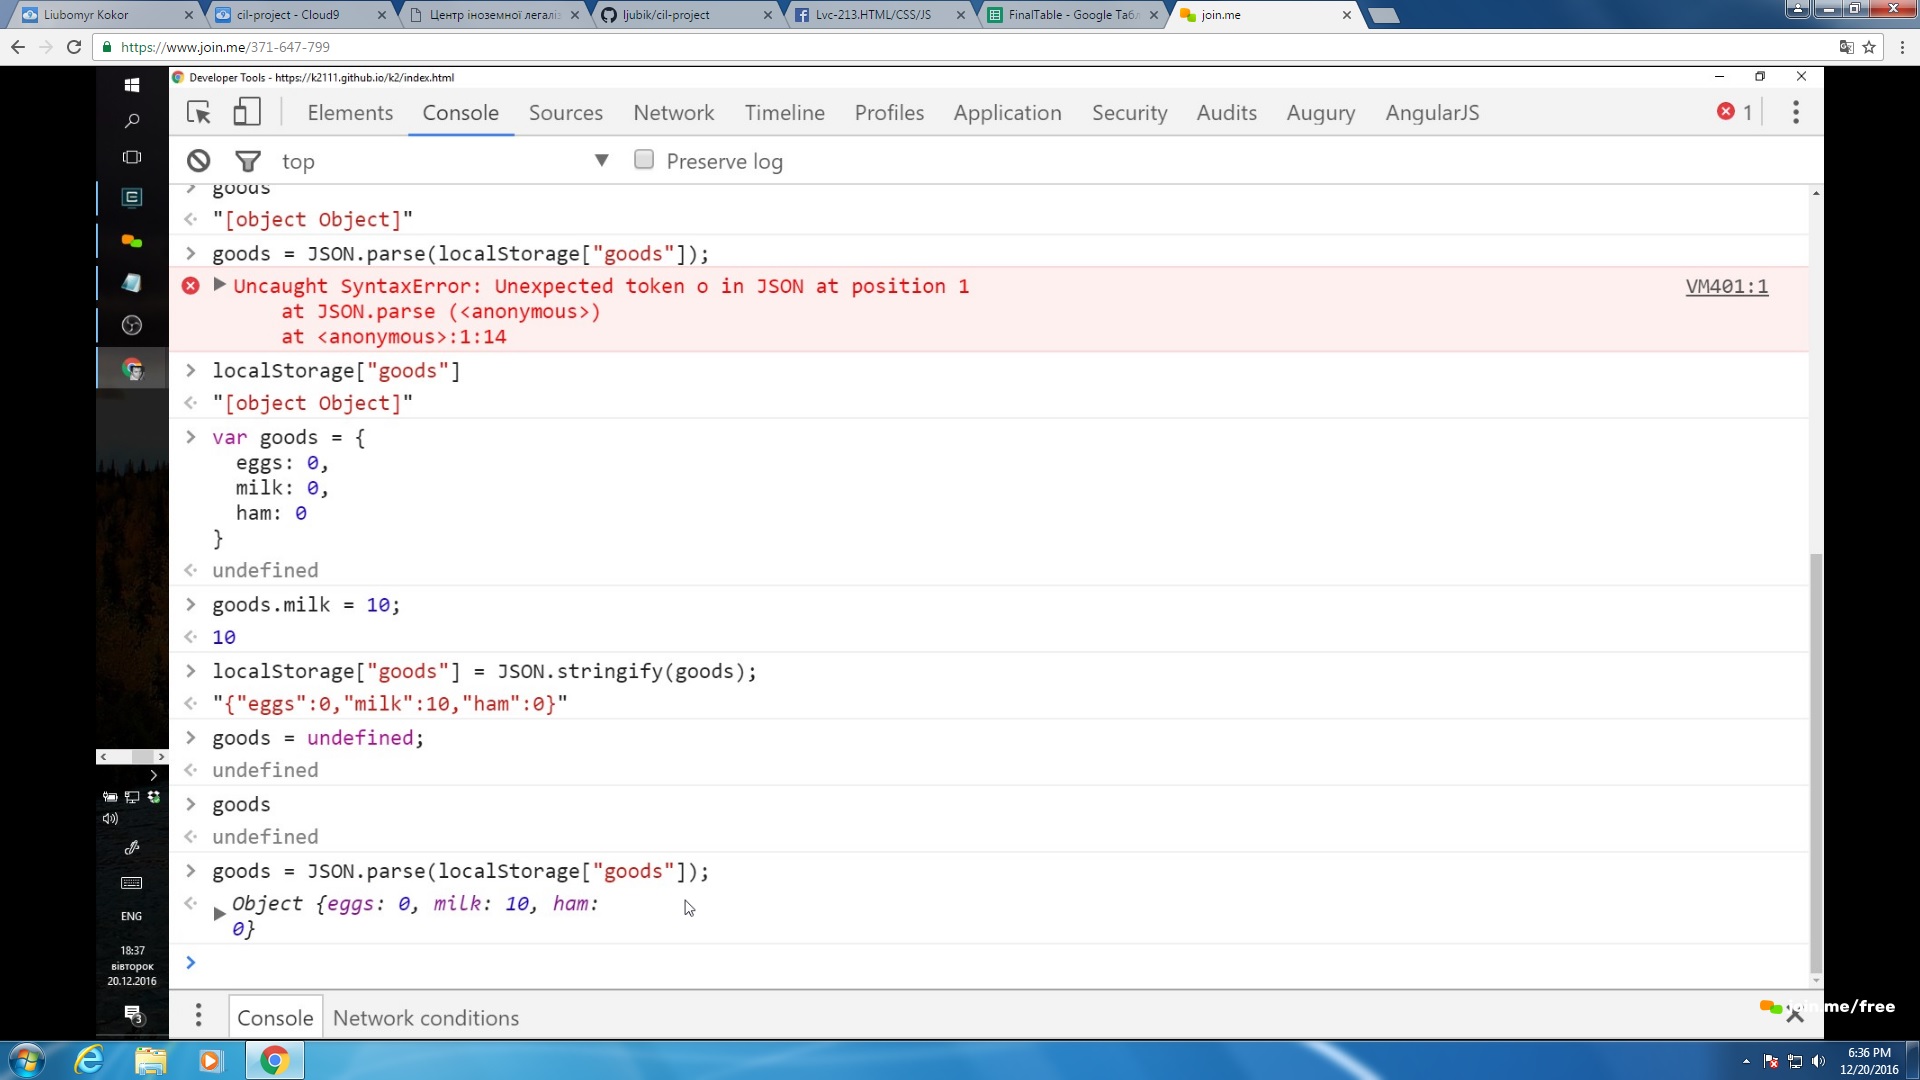 Liubomyr Kokor
cil-project - Cloud9
Центр іноземної легаліз
ljubik/cil-project
Lvc-213.HTML/CSS/JS
FinalTable - Google Табл
join.me
https://www.join.me/371-647-799
Developer Tools - https://k2111.github.io/k2/index.html
Elements Console Sources Network Timeline Profiles Application Security Audits Augury AngularJS 1
top Preserve log
goods
"[object Object]"
goods = JSON.parse(localStorage["goods"]);
Uncaught SyntaxError: Unexpected token o in JSON at position 1 VM401:1
at JSON.parse (<anonymous>)
at <anonymous>:1:14
localStorage["goods"]
"[object Object]"
var goods = {
eggs: 0,
milk: 0,
ham: 0
}
undefined
goods.milk = 10;
10
localStorage["goods"] = JSON.stringify(goods);
"{"eggs":0,"milk":10,"ham":0}"
goods = undefined;
undefined
goods
undefined
goods = JSON.parse(localStorage["goods"]);
Object {eggs: 0, milk: 10, ham:
0}
Console Network conditions
ENG
18:37
вівторок
20.12.2016
3
join.me/free
6:36 PM
12/20/2016